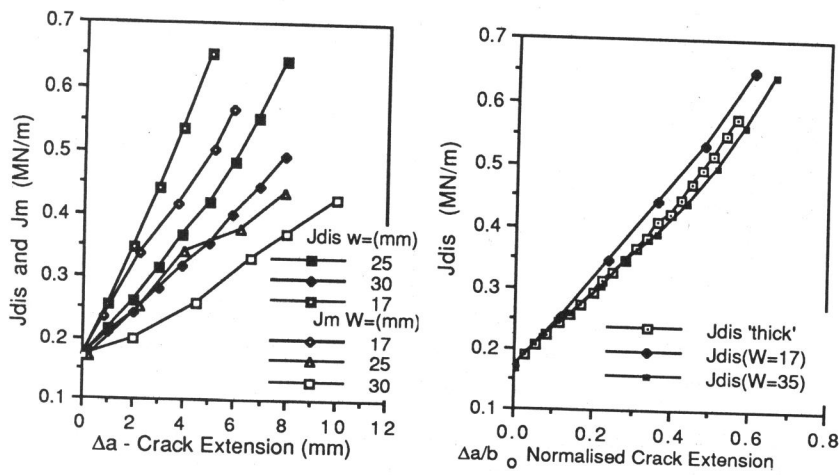 0.7
0.6
0.5
0.4
0.3
0.2
0.1
Jdis and Jm (MN/m)
Jdis w=(mm)
25
30
17
Jm W=(mm)
17
25
30
0 2 4 6 8 10 12
Δa - Crack Extension (mm)
0.7
0.6
0.5
0.4
0.3
0.2
0.1
Jdis (MN/m)
Jdis 'thick'
Jdis(W=17)
Jdis(W=35)
0.0 0.2 0.4 0.6 0.8
Δa/b o Normalised Crack Extension